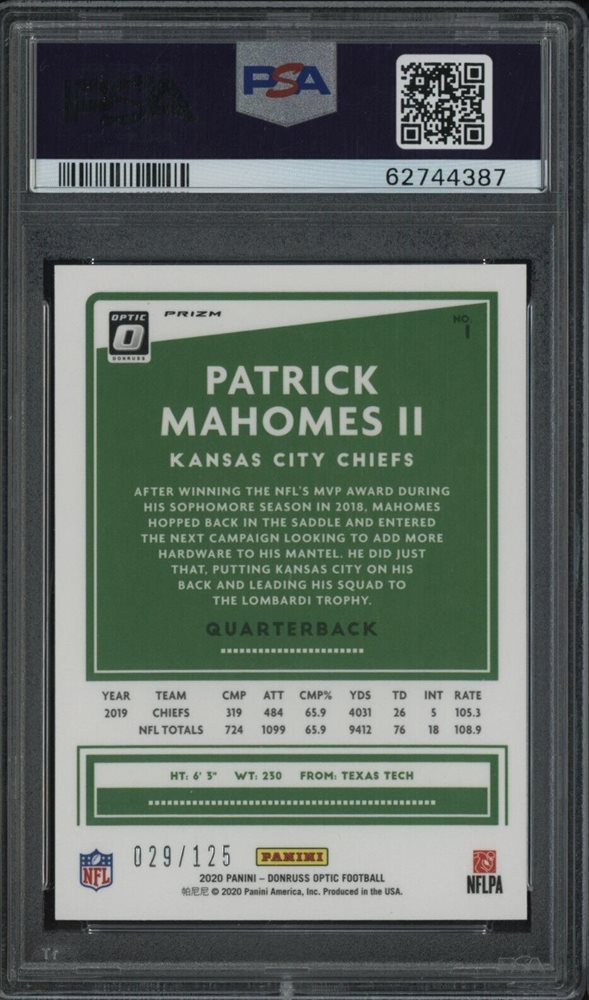 PSA
62744387
OPTIC
DONRUSS
PRIZM
NO.
1
PATRICK
MAHOMES II
KANSAS CITY CHIEFS
AFTER WINNING THE NFL'S MVP AWARD DURING
HIS SOPHOMORE SEASON IN 2018, MAHOMES
HOPPED BACK IN THE SADDLE AND ENTERED
THE NEXT CAMPAIGN LOOKING TO ADD MORE
HARDWARE TO HIS MANTEL. HE DID JUST
THAT, PUTTING KANSAS CITY ON HIS
BACK AND LEADING HIS SQUAD TO
THE LOMBARDI TROPHY.
QUARTERBACK
YEAR TEAM CMP ATT CMP% YDS TD INT RATE
2019 CHIEFS 319 484 65.9 4031 26 5 105.3
NFL TOTALS 724 1099 65.9 9412 76 18 108.9
HT: 6' 3" WT: 230 FROM: TEXAS TECH
NFL
029/125
PANINI
NFLPA
2020 PANINI – DONRUSS OPTIC FOOTBALL
帕尼尼 © 2020 Panini America, Inc. Produced in the USA.
PSA